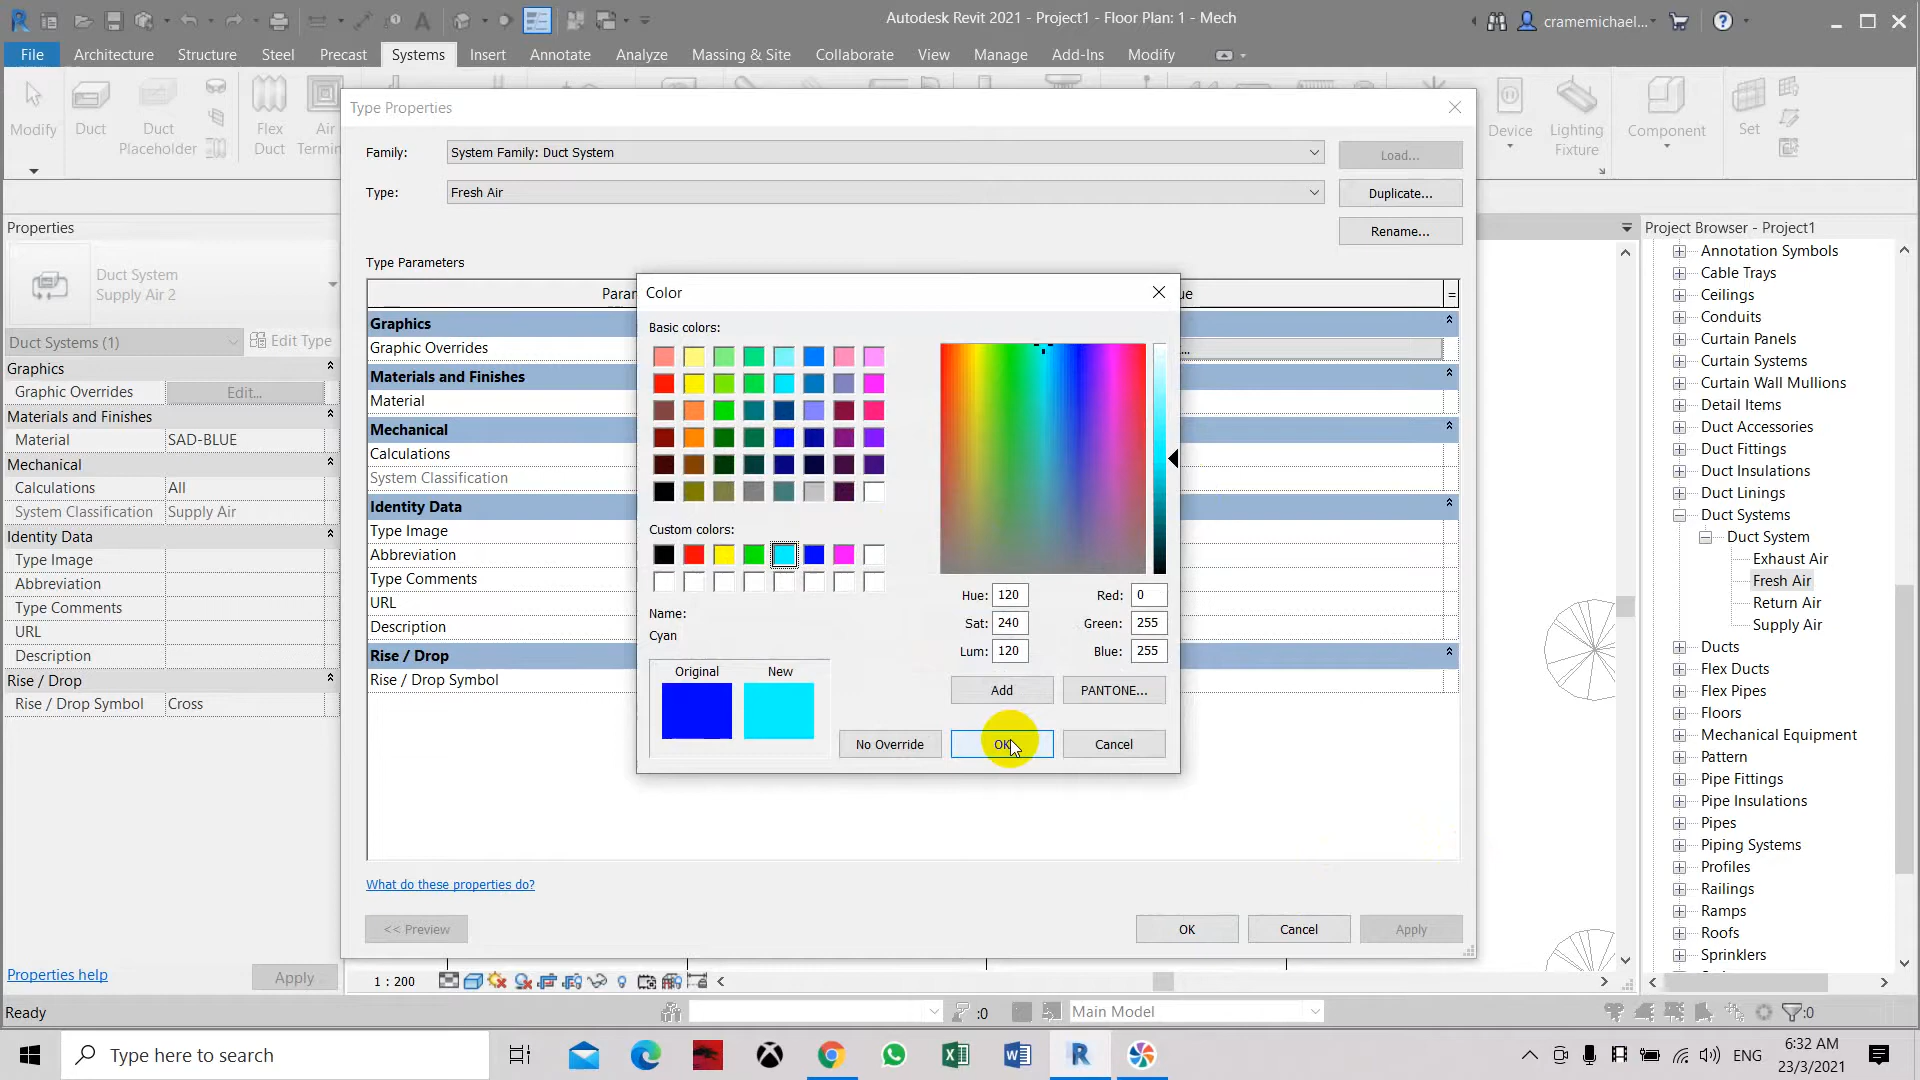 Autodesk Revit 2021 - Project1 - Floor Plan: 1 - Mech
cramemichael...
File Architecture Structure Steel Precast Systems Insert Annotate Analyze Massing & Site Collaborate View Manage Add-Ins Modify
Modify
Duct
Duct
Placeholder
Flex
Duct
Air
Device
Lighting
Fixture
Component
Set
Type Properties
Family:
System Family: Duct System
Load...
Type:
Fresh Air
Duplicate...
Rename...
Type Parameters
Graphics
Graphic Overrides
Materials and Finishes
Material
Mechanical
Calculations
System Classification
Identity Data
Type Image
Abbreviation
Type Comments
URL
Description
Rise / Drop
Rise / Drop Symbol
What do these properties do?
<< Preview
OK
Cancel
Apply
Color
Basic colors:
Custom colors:
Name:
Cyan
Original
New
Hue: 120
Red: 0
Sat: 240
Green: 255
Lum: 120
Blue: 255
Add
PANTONE...
No Override
OK
Cancel
Properties
Duct System
Supply Air 2
Duct Systems (1)
Edit Type
Graphics
Graphic Overrides Edit...
Materials and Finishes
Material SAD-BLUE
Mechanical
Calculations All
System Classification Supply Air
Identity Data
Type Image
Abbreviation
Type Comments
URL
Description
Rise / Drop
Rise / Drop Symbol Cross
Properties help
Apply
Project Browser - Project1
Annotation Symbols
Cable Trays
Ceilings
Conduits
Curtain Panels
Curtain Systems
Curtain Wall Mullions
Detail Items
Duct Accessories
Duct Fittings
Duct Insulations
Duct Linings
Duct Systems
Duct System
Exhaust Air
Fresh Air
Return Air
Supply Air
Ducts
Flex Ducts
Flex Pipes
Floors
Mechanical Equipment
Pattern
Pipe Fittings
Pipe Insulations
Pipes
Piping Systems
Profiles
Railings
Ramps
Roofs
Sprinklers
1 : 200
Ready
:0
Main Model
:0
Type here to search
ENG
6:32 AM
23/3/2021